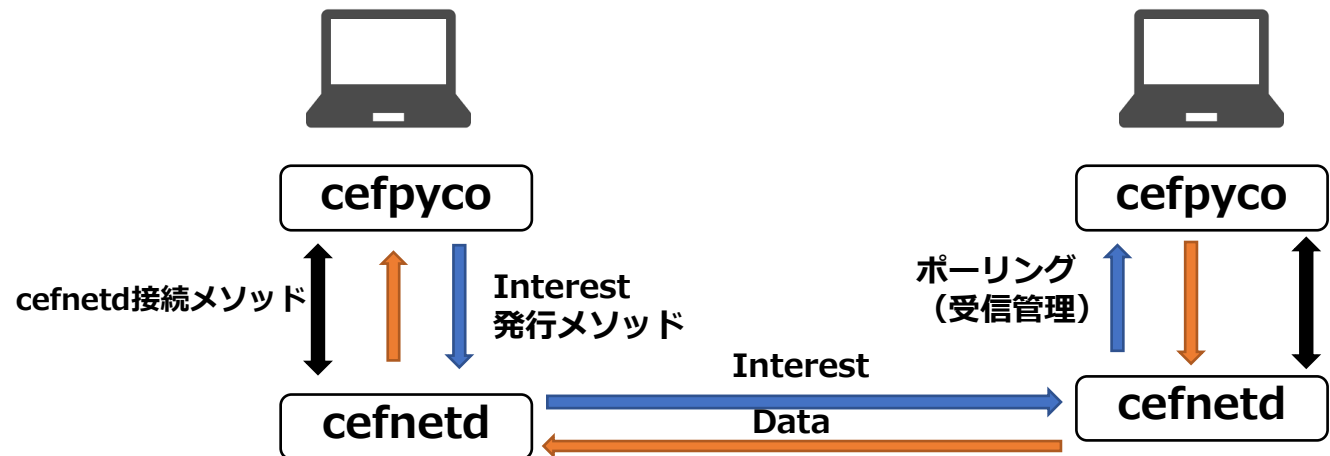 cefpyco
cefpyco
cefnetd接続メソッド
Interest
発行メソッド
ポーリング
（受信管理）
Interest
Data
cefnetd
cefnetd